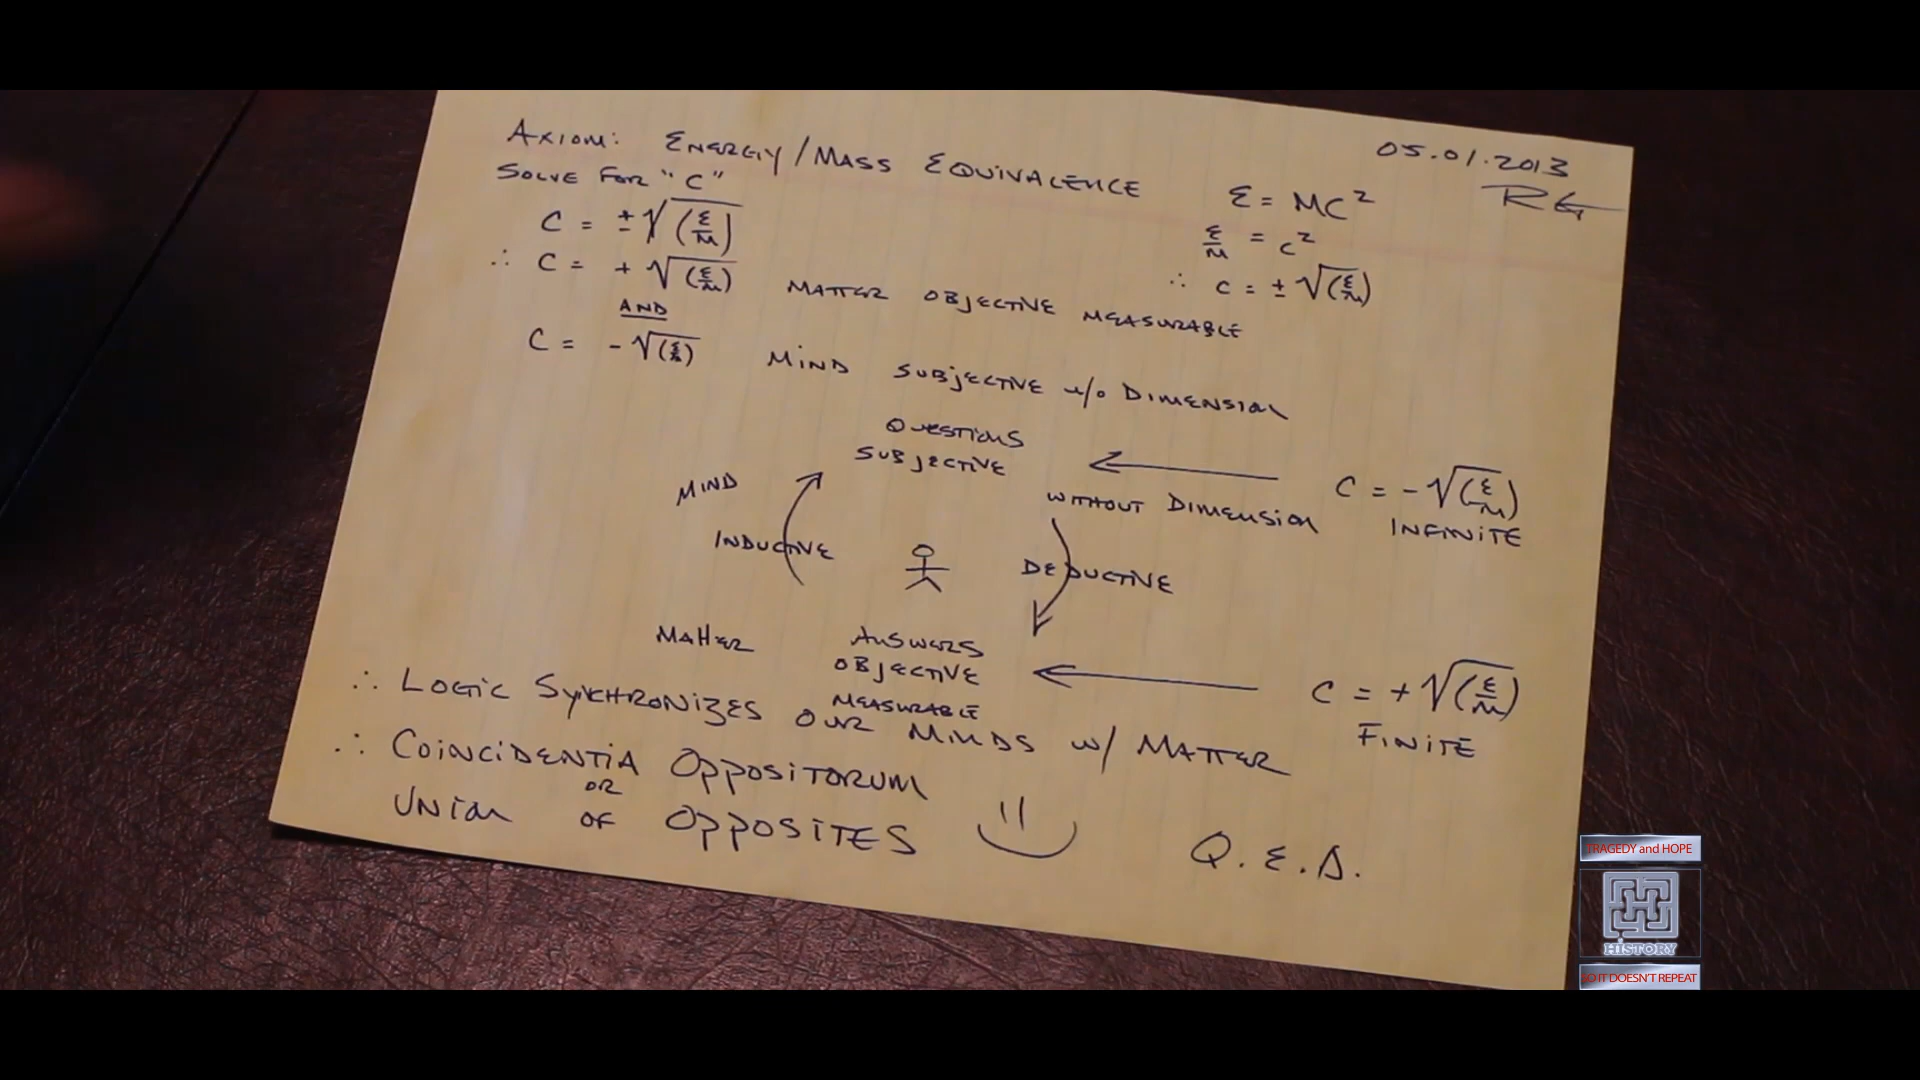 05.01.2013
RG
AXIOM: ENERGY/MASS EQUIVALENCE
SOLVE FOR "C"
E = MC²
C = ±√(E/M)
E/M = C²
∴ C = +√(E/M) MATTER OBJECTIVE MEASURABLE
∴ C = ±√(E/M)
AND
C = -√(E/M) MIND SUBJECTIVE w/o DIMENSION
QUESTIONS
SUBJECTIVE
MIND
WITHOUT DIMENSION
C = -√(E/M)
INFINITE
INDUCTIVE
DEDUCTIVE
MATTER
ANSWERS
OBJECTIVE
MEASURABLE
C = +√(E/M)
FINITE
∴ LOGIC SYNCHRONIZES OUR MINDS w/ MATTER
∴ COINCIDENTIA OPPOSITORUM
OR
UNION OF OPPOSITES
Q.E.D.
TRAGEDY and HOPE
HISTORY
SO IT DOESN'T REPEAT